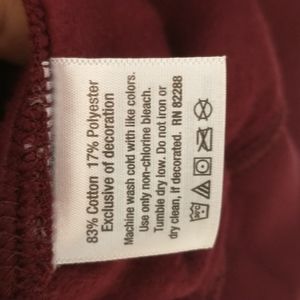 83% Cotton 17% Polyester
Exclusive of decoration
Machine wash cold with like colors.
Use only non-chlorine bleach.
Tumble dry low. Do not iron or
dry clean, if decorated. RN 82288